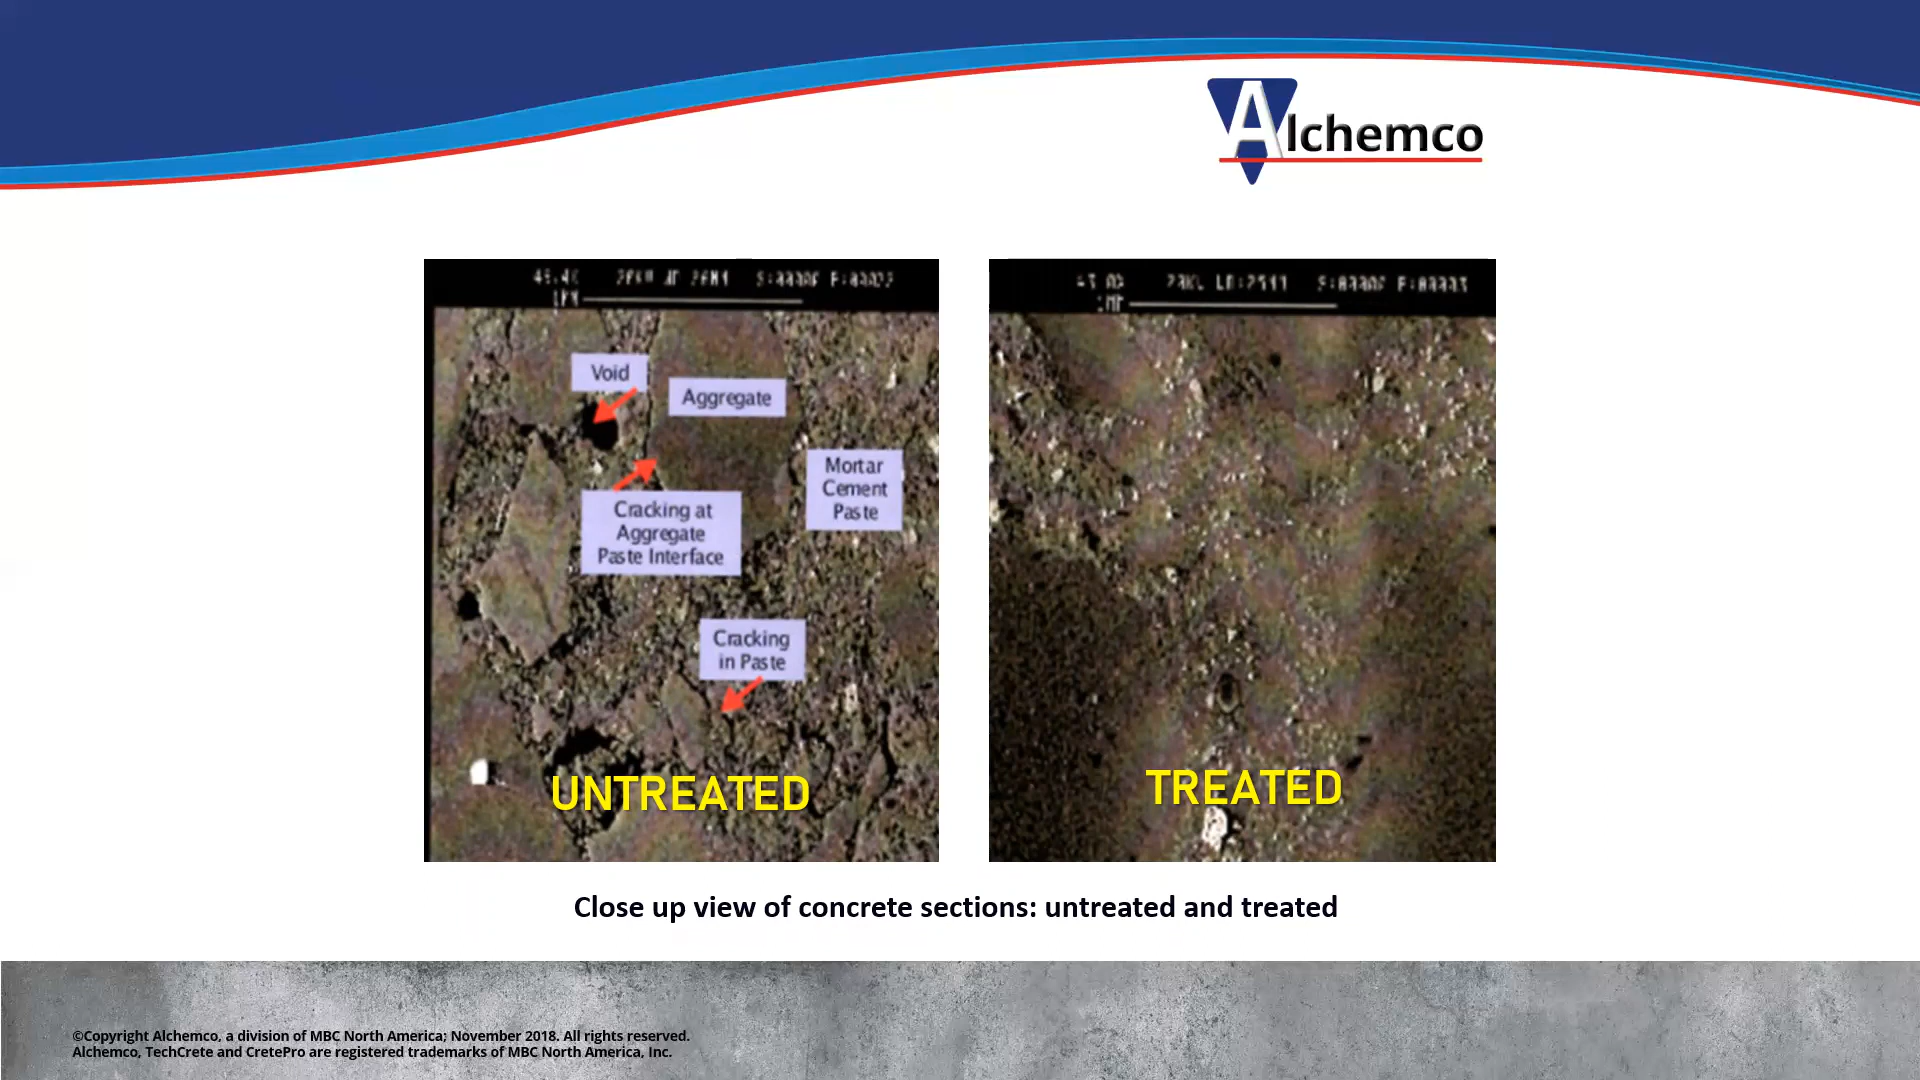 Alchemco
Void
Aggregate
Mortar
Cement
Paste
Cracking at
Aggregate
Paste Interface
Cracking
in Paste
UNTREATED
TREATED
Close up view of concrete sections: untreated and treated
©Copyright Alchemco, a division of MBC North America; November 2018. All rights reserved.
Alchemco, TechCrete and CretePro are registered trademarks of MBC North America, Inc.